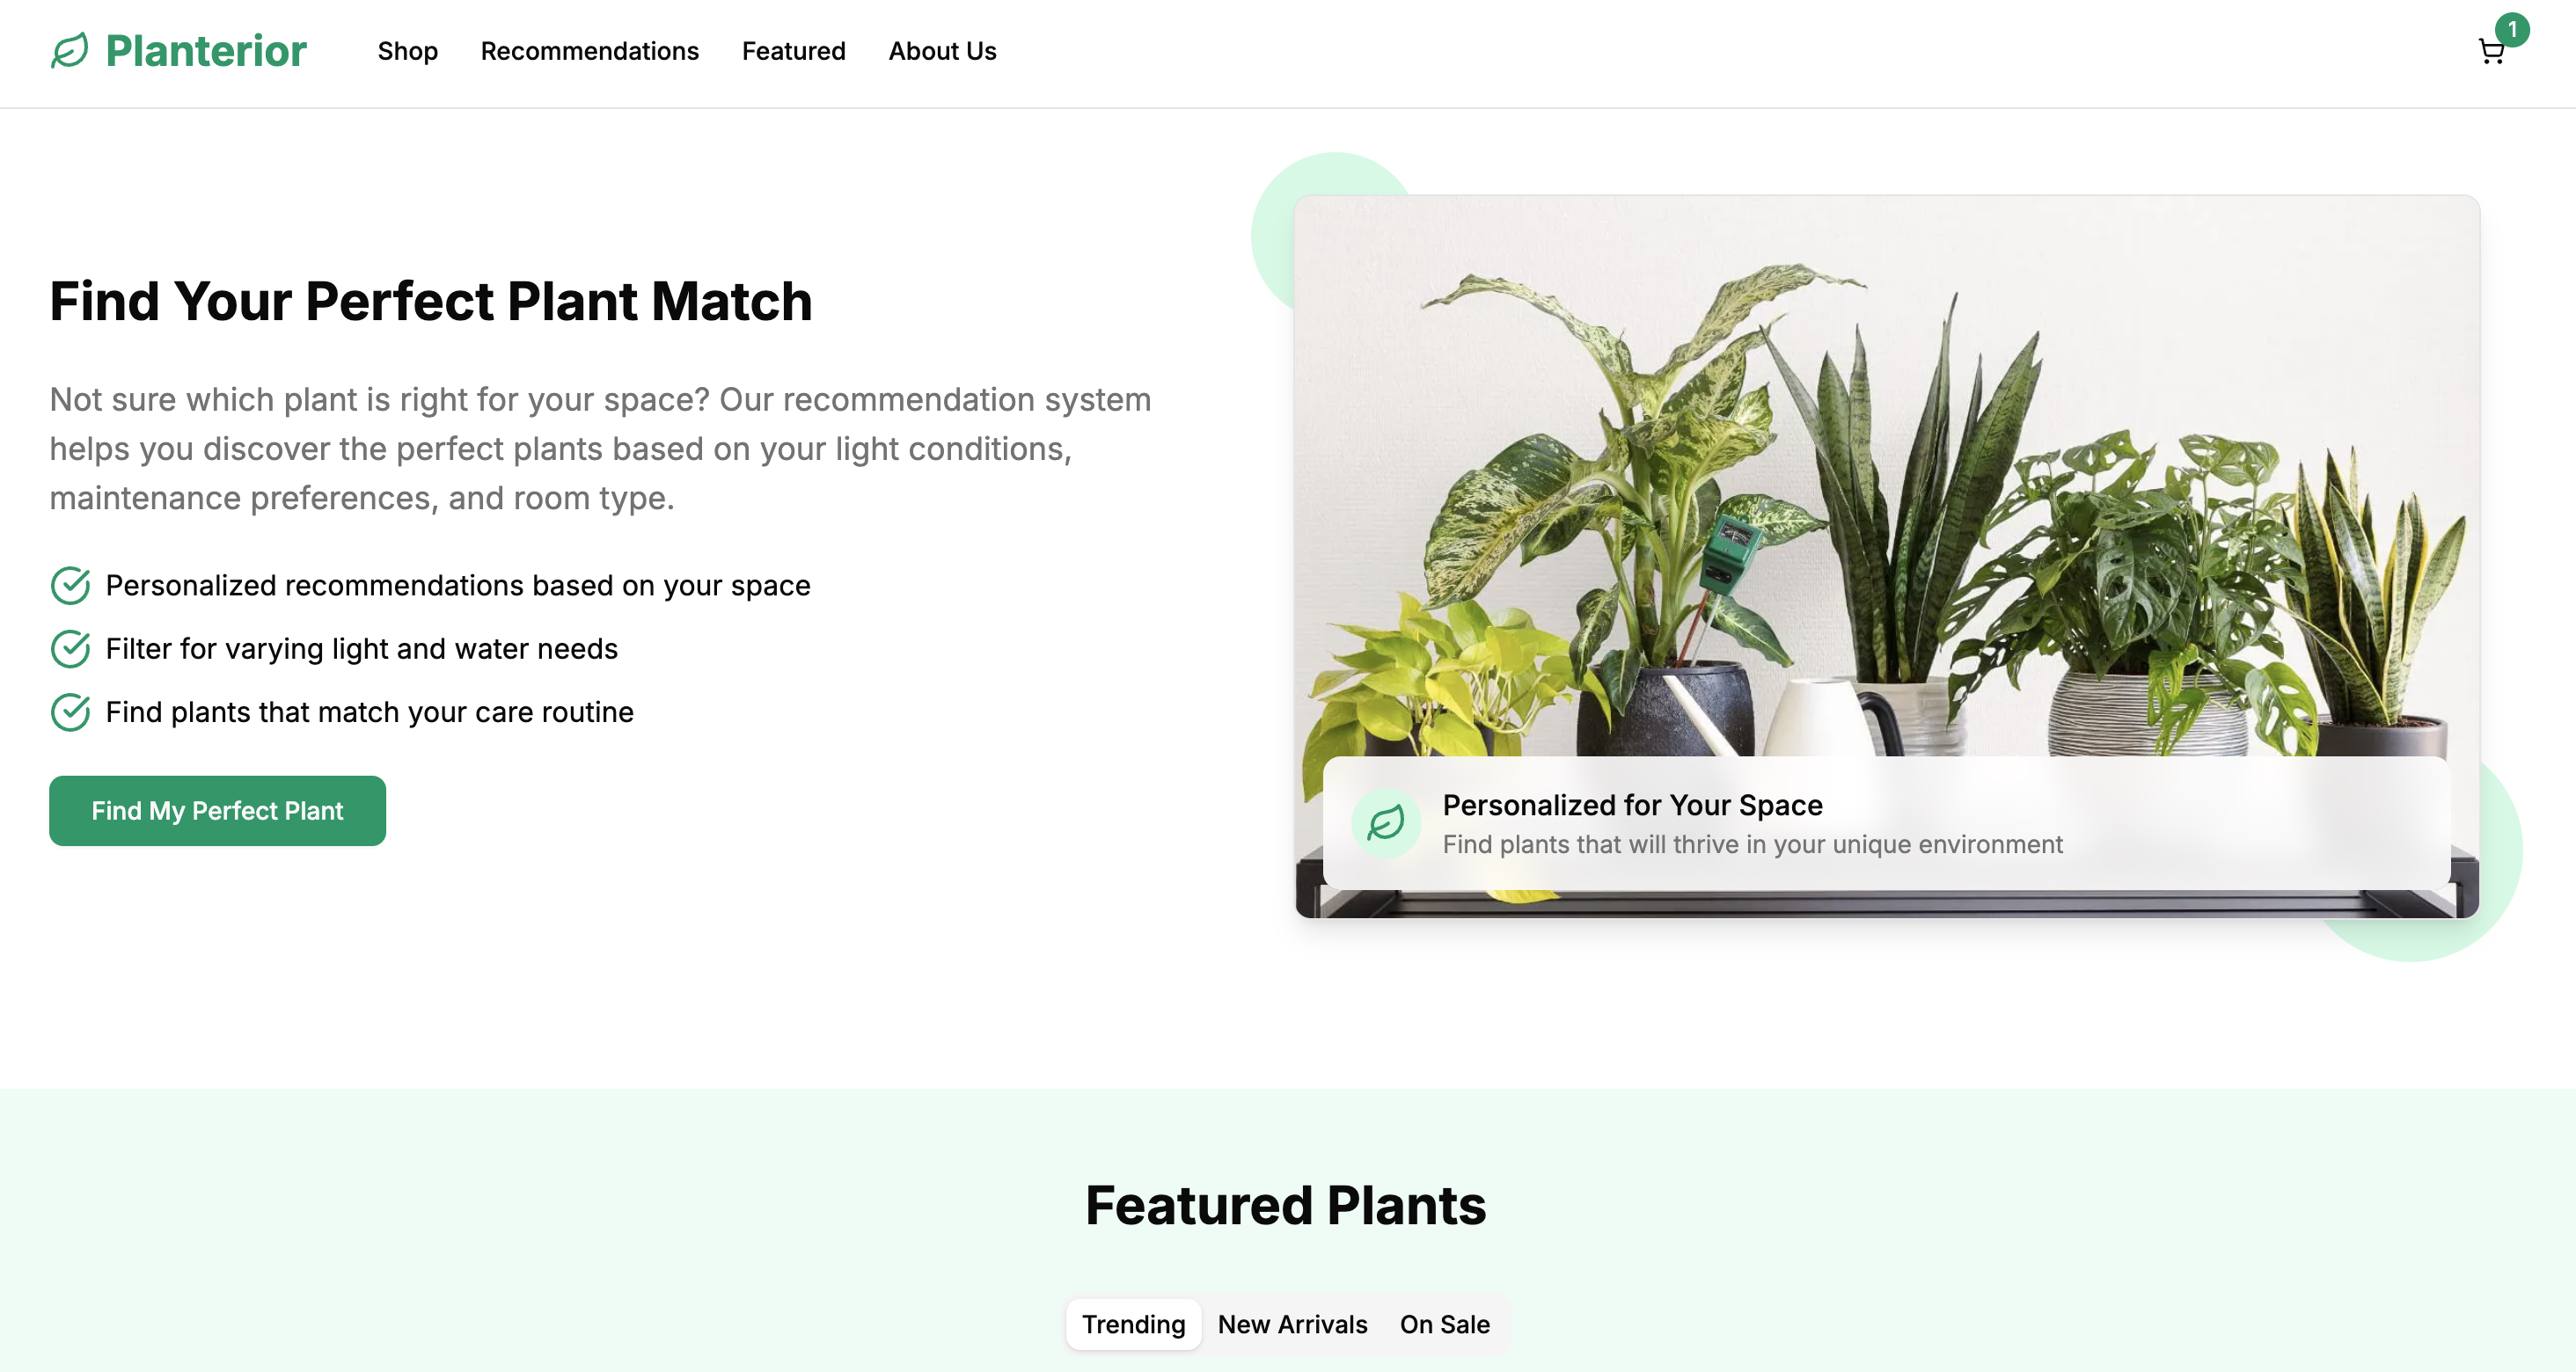 Planterior
Shop
Recommendations
Featured
About Us
1
Find Your Perfect Plant Match
Not sure which plant is right for your space? Our recommendation system
helps you discover the perfect plants based on your light conditions,
maintenance preferences, and room type.
Personalized recommendations based on your space
Filter for varying light and water needs
Find plants that match your care routine
Find My Perfect Plant
Personalized for Your Space
Find plants that will thrive in your unique environment
Featured Plants
Trending
New Arrivals
On Sale